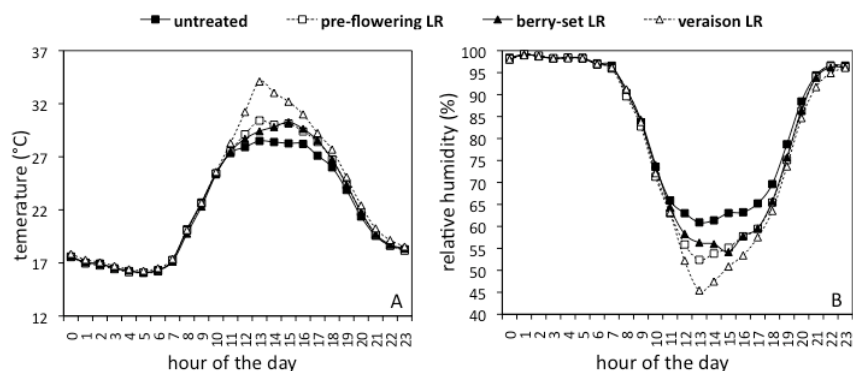 untreated pre-flowering LR berry-set LR veraison LR
temerature (°C)
37
32
27
22
17
12
0 1 2 3 4 5 6 7 8 9 10 11 12 13 14 15 16 17 18 19 20 21 22 23
hour of the day
A
relative humidity (%)
100
95
90
85
80
75
70
65
60
55
50
45
40
0 1 2 3 4 5 6 7 8 9 10 11 12 13 14 15 16 17 18 19 20 21 22 23
hour of the day
B